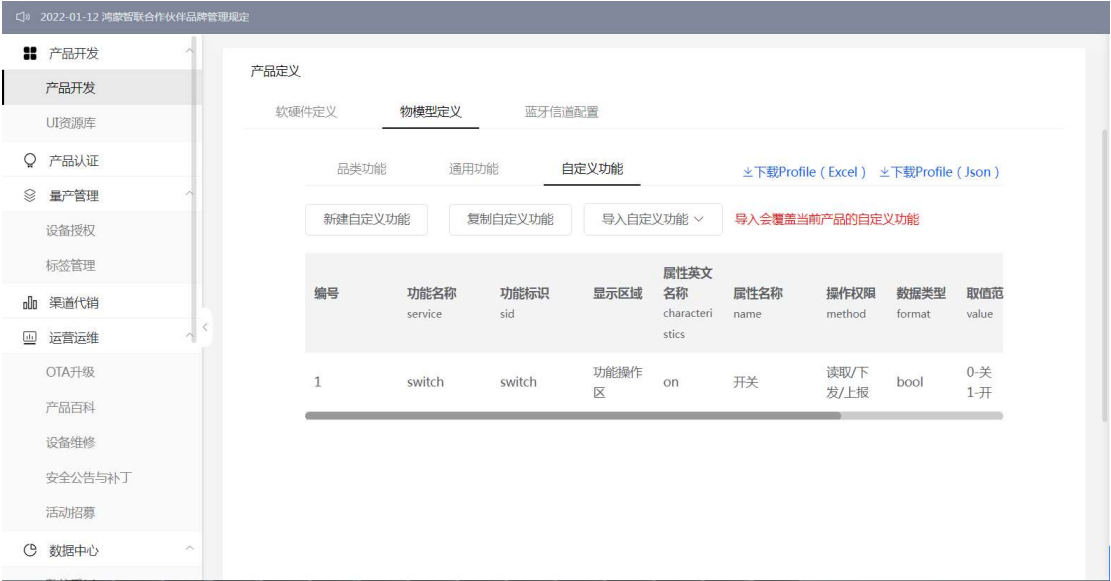 2022-01-12 鸿蒙智联合作伙伴品牌管理规定
产品开发
产品开发
UI资源库
产品认证
量产管理
设备授权
标签管理
渠道代销
运营运维
OTA升级
产品百科
设备维修
安全公告与补丁
活动招募
数据中心
产品定义
软硬件定义 物模型定义 蓝牙信道配置
品类功能 通用功能 自定义功能 下载Profile（Excel） 下载Profile（Json）
新建自定义功能 复制自定义功能 导入自定义功能 导入会覆盖当前产品的自定义功能
编号 功能名称 功能标识 显示区域 属性英文名称 属性名称 操作权限 数据类型 取值范
service sid characteristics name method format value
1 switch switch 功能操作区 on 开关 读取/下发/上报 bool 0-关
1-开